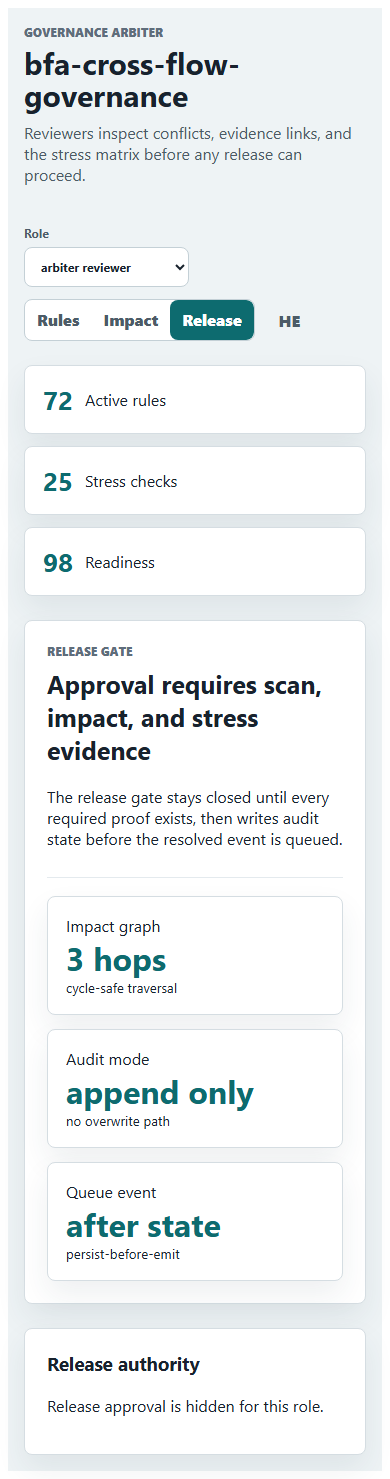 GOVERNANCE ARBITER
bfa-cross-flow-
governance
Reviewers inspect conflicts, evidence links, and
the stress matrix before any release can
proceed.
Role
arbiter reviewer
Rules Impact Release HE
72 Active rules
25 Stress checks
98 Readiness
RELEASE GATE
Approval requires scan,
impact, and stress
evidence
The release gate stays closed until every
required proof exists, then writes audit
state before the resolved event is queued.
Impact graph
3 hops
cycle-safe traversal
Audit mode
append only
no overwrite path
Queue event
after state
persist-before-emit
Release authority
Release approval is hidden for this role.